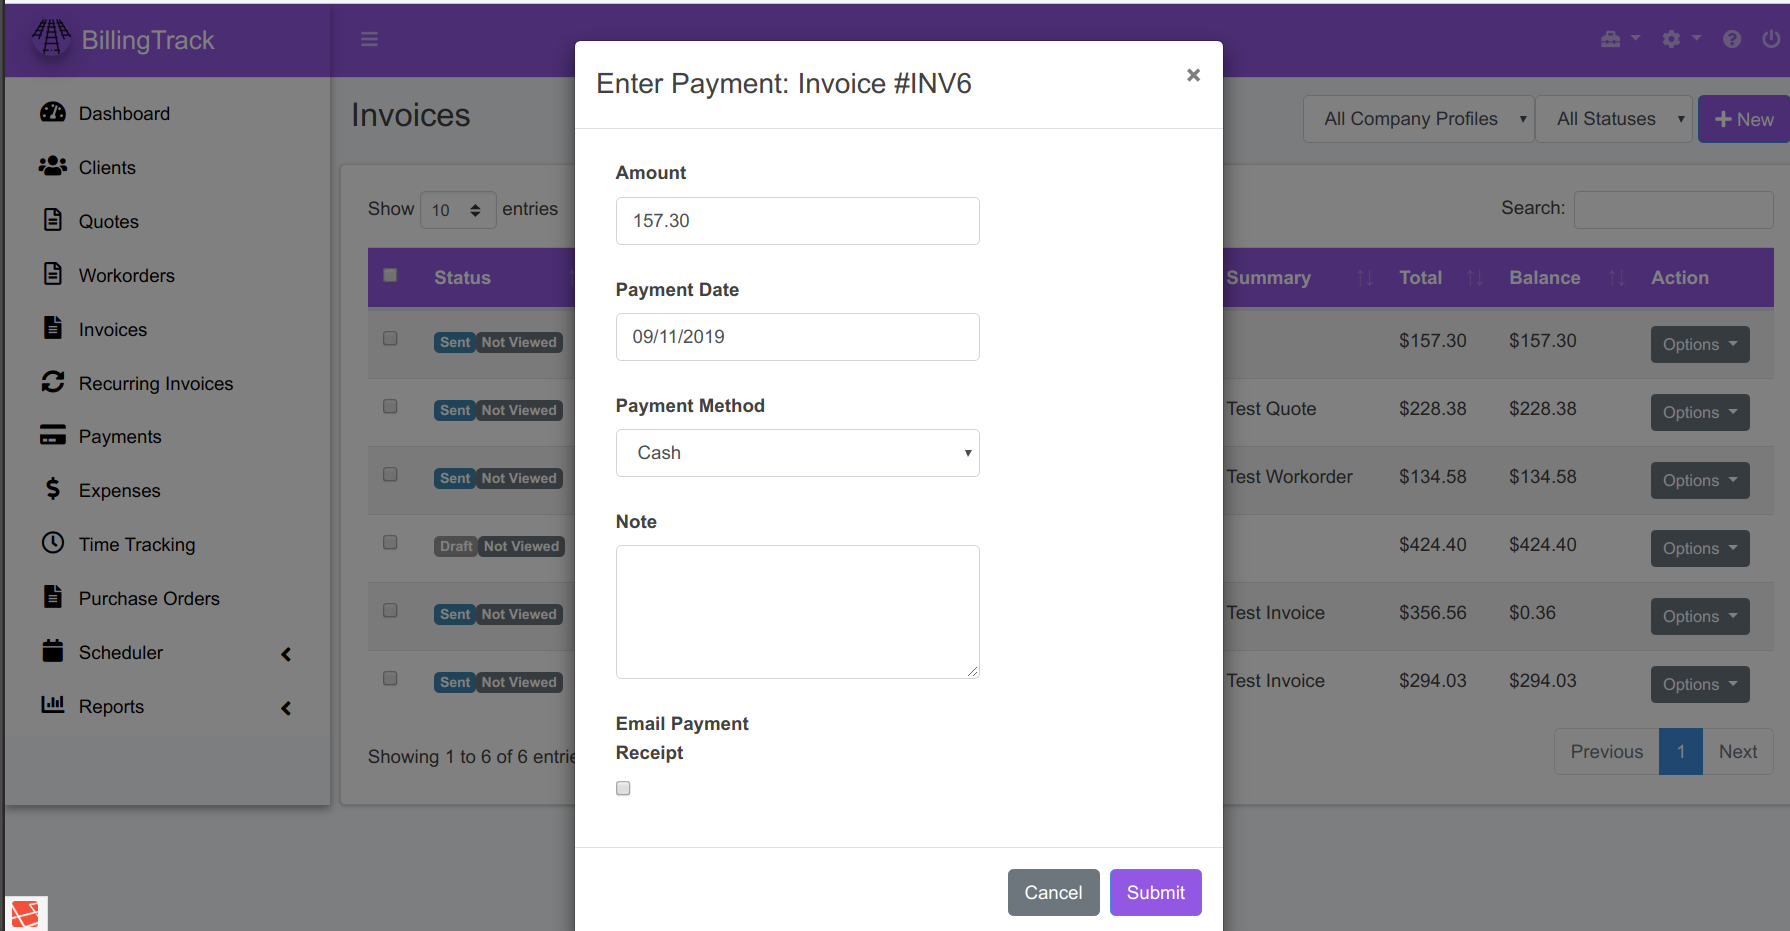 BillingTrack
Dashboard
Clients
Quotes
Workorders
Invoices
Recurring Invoices
Payments
Expenses
Time Tracking
Purchase Orders
Scheduler
Reports
Invoices
All Company Profiles
All Statuses
New
Show 10 entries
Search:
Status Summary Total Balance Action
Sent Not Viewed $157.30 $157.30 Options
Sent Not Viewed Test Quote $228.38 $228.38 Options
Sent Not Viewed Test Workorder $134.58 $134.58 Options
Draft Not Viewed $424.40 $424.40 Options
Sent Not Viewed Test Invoice $356.56 $0.36 Options
Sent Not Viewed Test Invoice $294.03 $294.03 Options
Showing 1 to 6 of 6 entrie
Previous 1 Next
Enter Payment: Invoice #INV6
Amount
157.30
Payment Date
09/11/2019
Payment Method
Cash
Note
Email Payment
Receipt
Cancel Submit